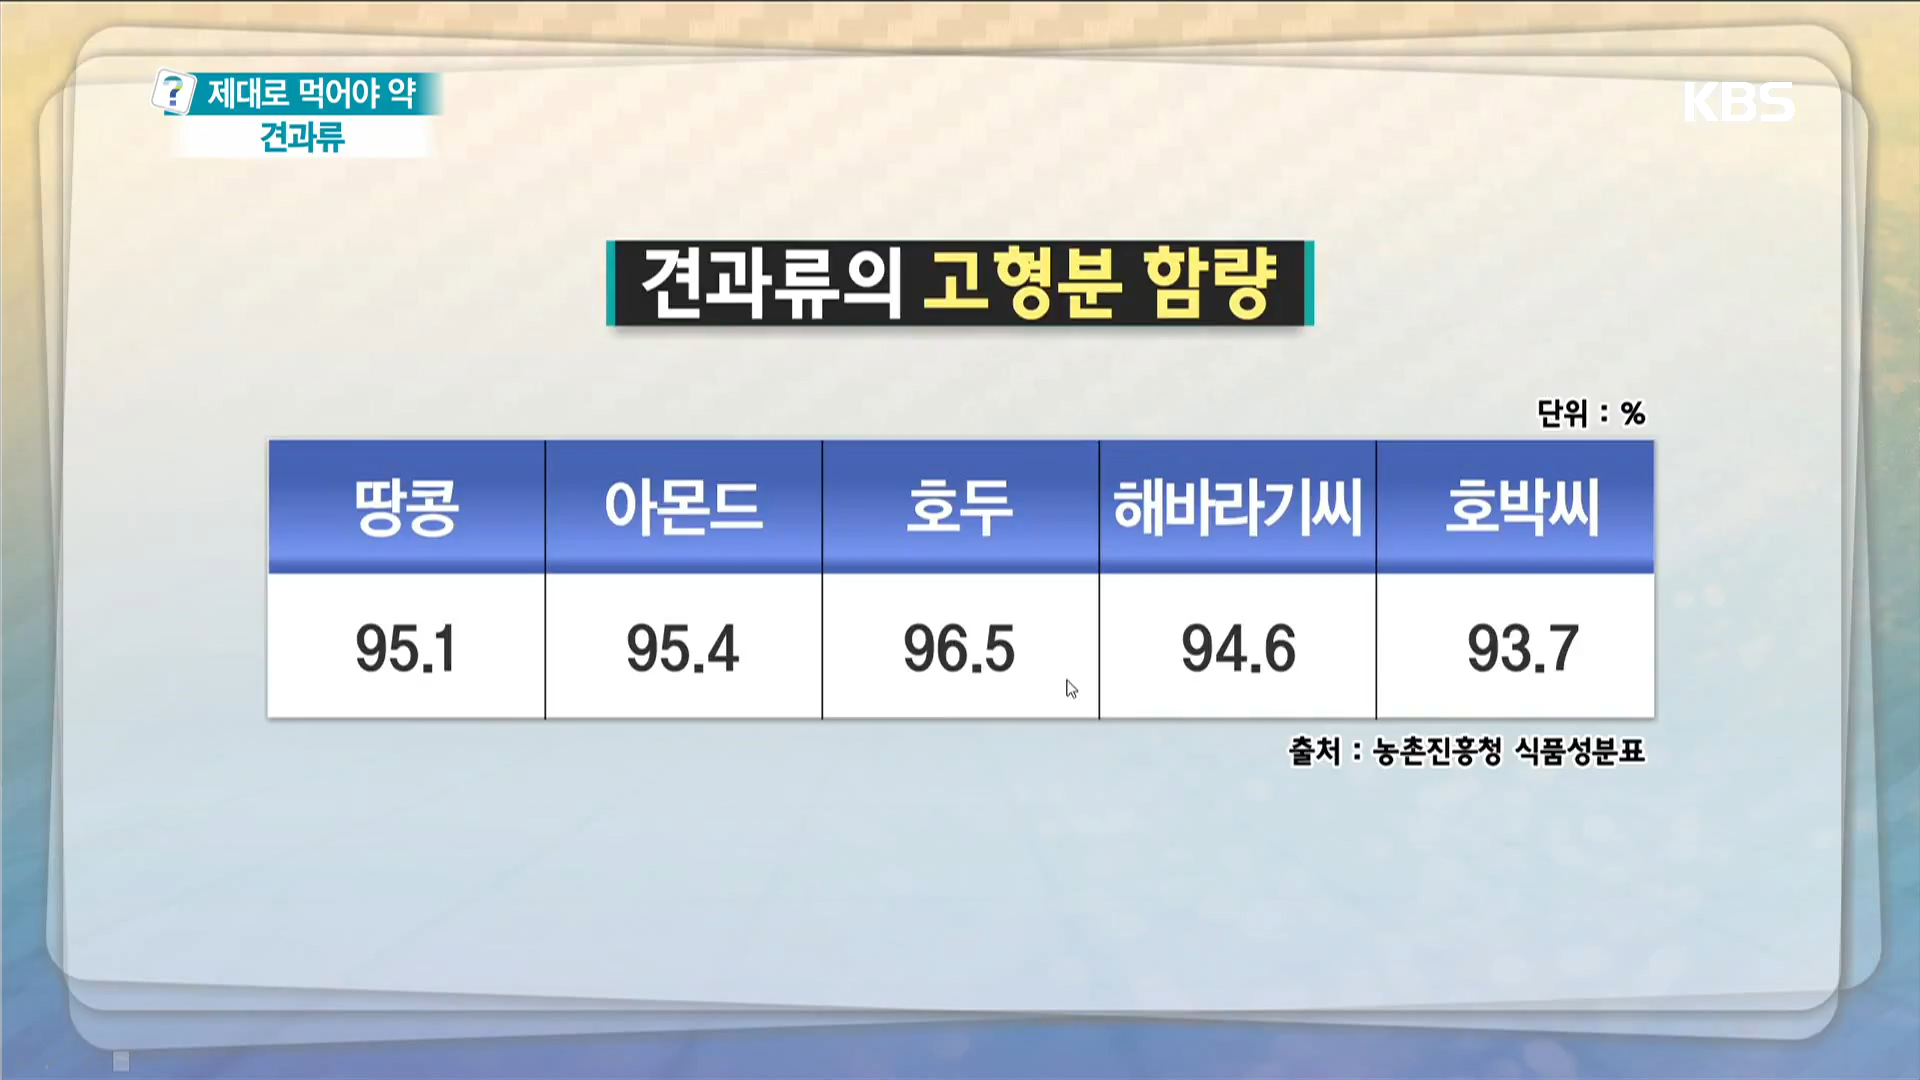 ? 제대로 먹어야 약
견과류
KBS
견과류의 고형분 함량
단위 : %
땅콩 아몬드 호두 해바라기씨 호박씨
95.1 95.4 96.5 94.6 93.7
출처 : 농촌진흥청 식품성분표